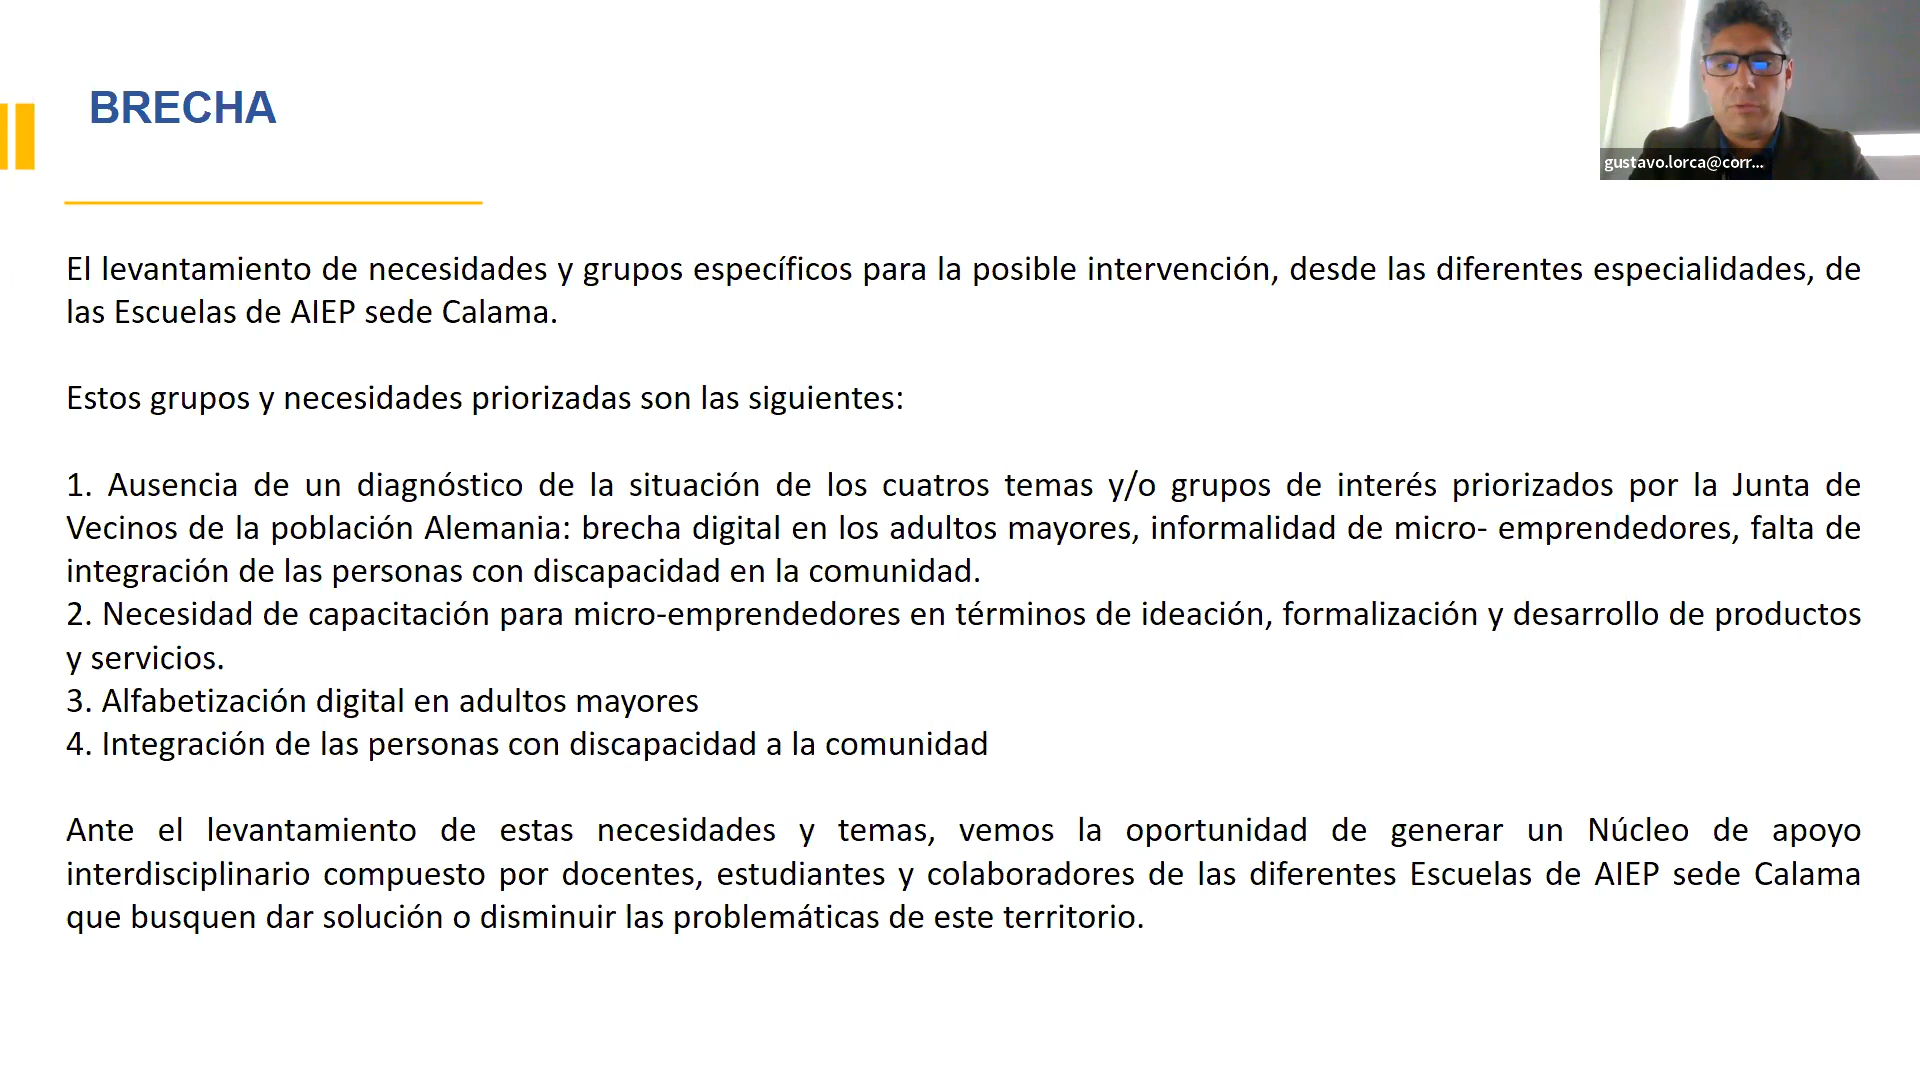 BRECHA
gustavo.lorca@corr...
El levantamiento de necesidades y grupos específicos para la posible intervención, desde las diferentes especialidades, de
las Escuelas de AIEP sede Calama.
Estos grupos y necesidades priorizadas son las siguientes:
1. Ausencia de un diagnóstico de la situación de los cuatros temas y/o grupos de interés priorizados por la Junta de
Vecinos de la población Alemania: brecha digital en los adultos mayores, informalidad de micro- emprendedores, falta de
integración de las personas con discapacidad en la comunidad.
2. Necesidad de capacitación para micro-emprendedores en términos de ideación, formalización y desarrollo de productos
y servicios.
3. Alfabetización digital en adultos mayores
4. Integración de las personas con discapacidad a la comunidad
Ante el levantamiento de estas necesidades y temas, vemos la oportunidad de generar un Núcleo de apoyo
interdisciplinario compuesto por docentes, estudiantes y colaboradores de las diferentes Escuelas de AIEP sede Calama
que busquen dar solución o disminuir las problemáticas de este territorio.